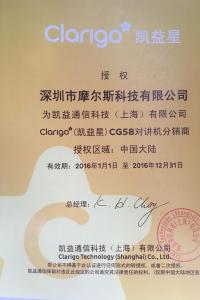 Clarigo 凯益星
授 权
深圳市摩尔斯科技有限公司
为凯益通信科技（上海）有限公司
Clarigo®(凯益星) CG58对讲机分销商
授权区域：中国大陆
有效期：2016年1月1日 至 2016年12月31日
总经理：
凯益通信科技（上海）有限公司
Clarigo Technology (Shanghai) Co., Ltd.